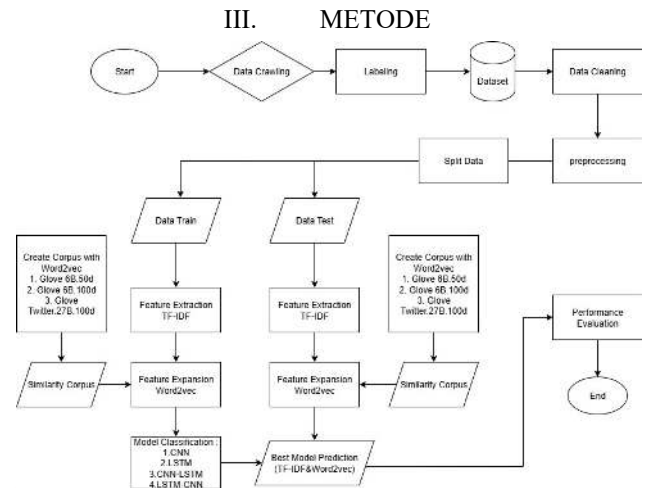 III. METODE
Start
Data Crawling
Labeling
Dataset
Data Cleaning
Split Data
preprocessing
Data Train
Data Test
Create Corpus with
Word2vec
1. Glove 6B.50d
2. Glove 6B.100d
3. Glove
Twitter.27B.100d
Feature Extraction
TF-IDF
Feature Extraction
TF-IDF
Create Corpus with
Word2vec
1. Glove 6B.50d
2. Glove 6B.100d
3. Glove
Twitter.27B.100d
Performance
Evaluation
Similarity Corpus
Feature Expansion
Word2vec
Feature Expansion
Word2vec
Similarity Corpus
End
Model Classification :
1.CNN
2.LSTM
3.CNN-LSTM
4.LSTM-CNN
Best Model Prediction
(TF-IDF&Word2vec)